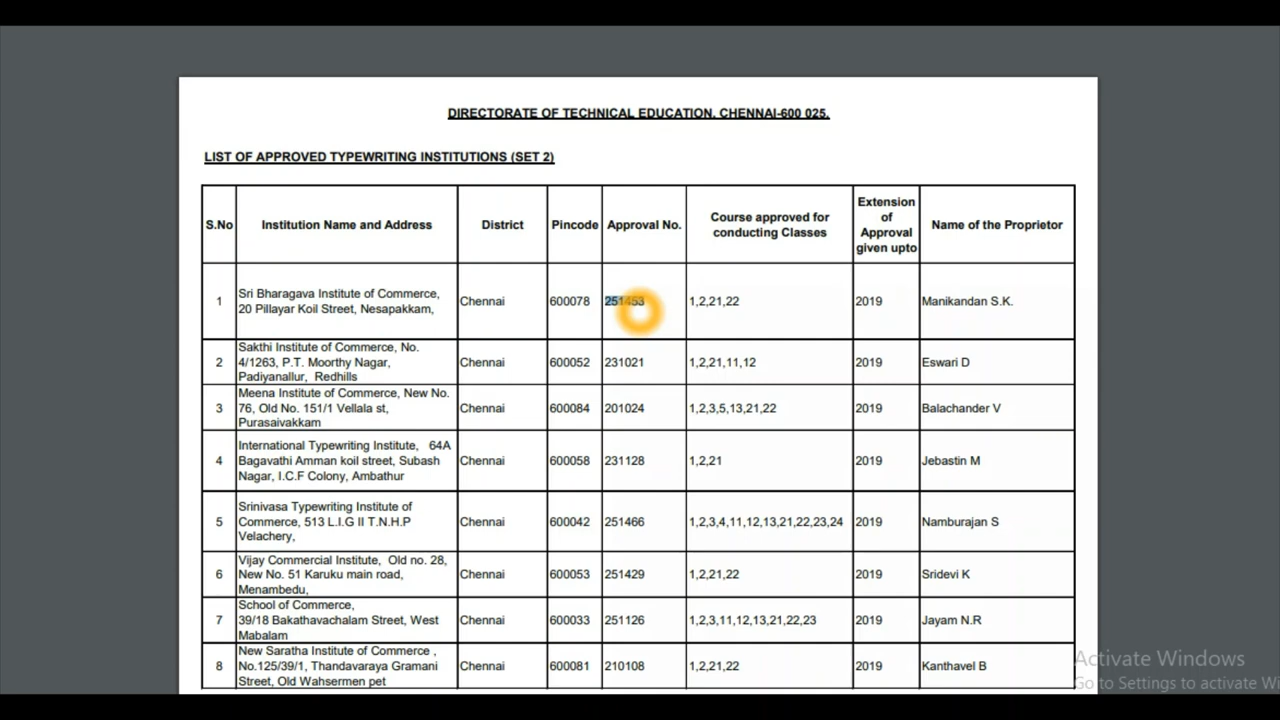 DIRECTORATE OF TECHNICAL EDUCATION, CHENNAI-600 025.
LIST OF APPROVED TYPEWRITING INSTITUTIONS (SET 2)
S.No Institution Name and Address District Pincode Approval No. Course approved for conducting Classes Extension of Approval given upto Name of the Proprietor
1 Sri Bharagava Institute of Commerce, 20 Pillayar Koil Street, Nesapakkam, Chennai 600078 251453 1,2,21,22 2019 Manikandan S.K.
2 Sakthi Institute of Commerce, No. 4/1263, P.T. Moorthy Nagar, Padiyanallur, Redhills Chennai 600052 231021 1,2,21,11,12 2019 Eswari D
3 Meena Institute of Commerce, New No. 76, Old No. 151/1 Vellala st, Purasaivakkam Chennai 600084 201024 1,2,3,5,13,21,22 2019 Balachander V
4 International Typewriting Institute, 64A Bagavathi Amman koil street, Subash Nagar, I.C.F Colony, Ambathur Chennai 600058 231128 1,2,21 2019 Jebastin M
5 Srinivasa Typewriting Institute of Commerce, 513 L.I.G II T.N.H.P Velachery, Chennai 600042 251466 1,2,3,4,11,12,13,21,22,23,24 2019 Namburajan S
6 Vijay Commercial Institute, Old no. 28, New No. 51 Karuku main road, Menambedu, Chennai 600053 251429 1,2,21,22 2019 Sridevi K
7 School of Commerce, 39/18 Bakathavachalam Street, West Mabalam Chennai 600033 251126 1,2,3,11,12,13,21,22,23 2019 Jayam N.R
8 New Saratha Institute of Commerce , No.125/39/1, Thandavaraya Gramani Street, Old Wahsermen pet Chennai 600081 210108 1,2,21,22 2019 Kanthavel B
Activate Windows
Go to Settings to activate Wi